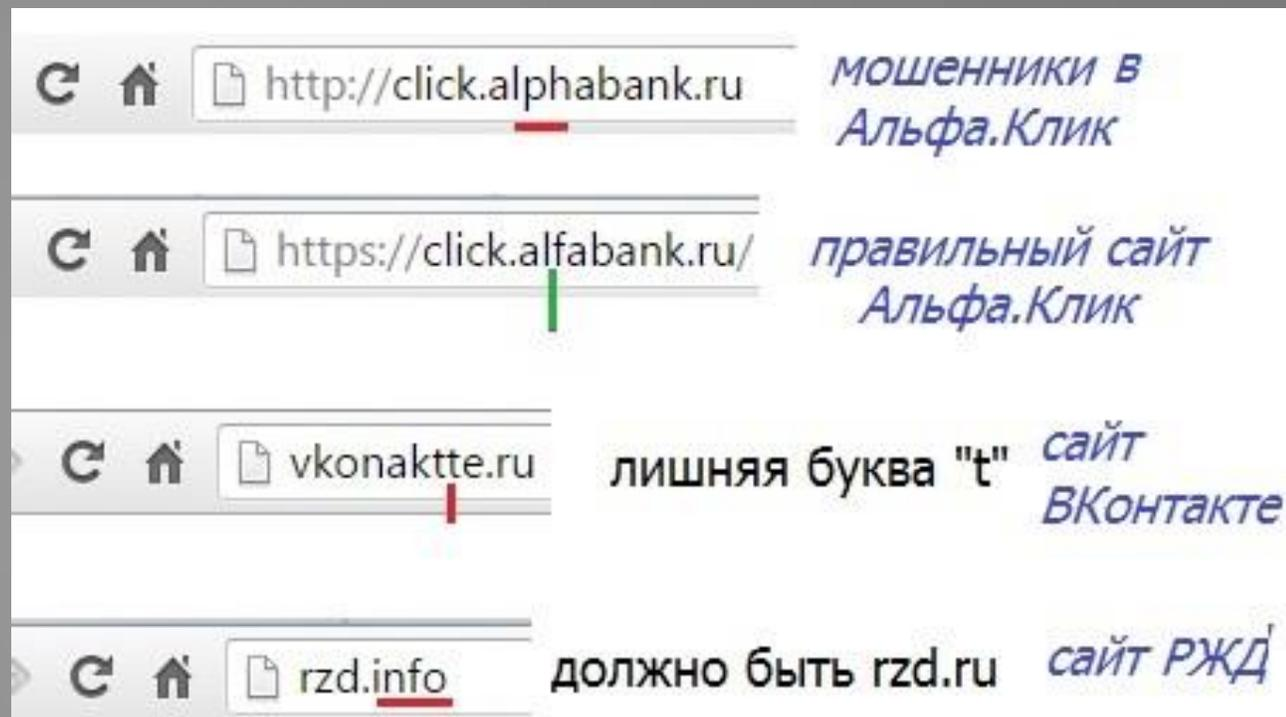 http://click.alphabank.ru
мошенники в
Альфа.Клик
https://click.alfabank.ru/
правильный сайт
Альфа.Клик
vkonaktte.ru
лишняя буква "t"
сайт
ВКонтакте
rzd.info
должно быть rzd.ru
сайт РЖД